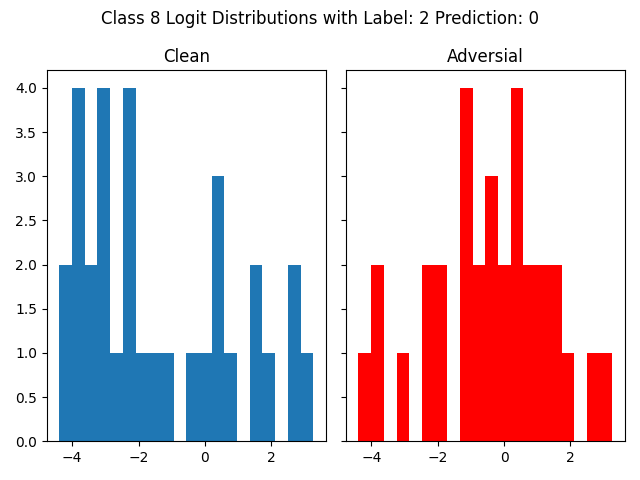 Class 8 Logit Distributions with Label: 2 Prediction: 0
Clean
Adversial
4.0
3.5
3.0
2.5
2.0
1.5
1.0
0.5
0.0
−4 −2 0 2
−4 −2 0 2